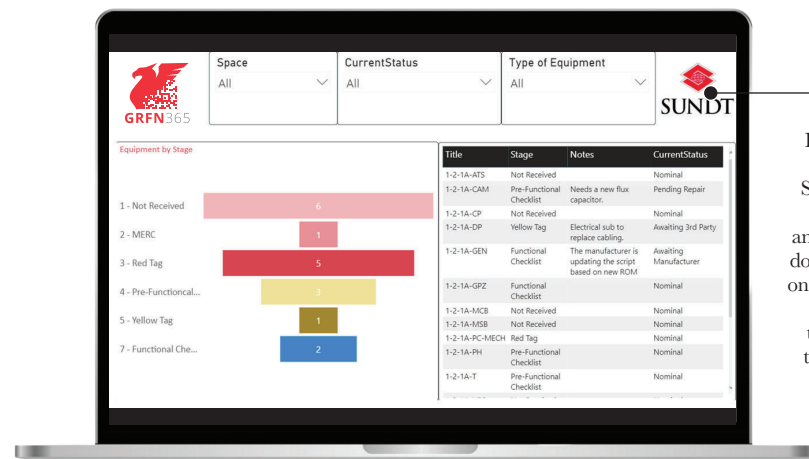 Space
All
CurrentStatus
All
Type of Equipment
All
GRFN365
SUNDT
Equipment by Stage
1 - Not Received
6
2 - MERC
1
3 - Red Tag
5
4 - Pre-Functioncal...
3
5 - Yellow Tag
1
7 - Functional Che...
2
Title Stage Notes CurrentStatus
1-2-1A-ATS Not Received Nominal
1-2-1A-CAM Pre-Functional Needs a new flux Pending Repair
Checklist capacitor.
1-2-1A-CP Not Received Nominal
1-2-1A-DP Yellow Tag Electrical sub to Awaiting 3rd Party
replace cabling.
1-2-1A-GEN Functional The manufacturer is Awaiting
Checklist updating the script Manufacturer
based on new ROM
1-2-1A-GPZ Functional Nominal
Checklist
1-2-1A-MCB Not Received Nominal
1-2-1A-MSB Not Received Nominal
1-2-1A-PC-MECH Red Tag Nominal
1-2-1A-PH Pre-Functional Nominal
Checklist
1-2-1A-T Pre-Functional Nominal
Checklist